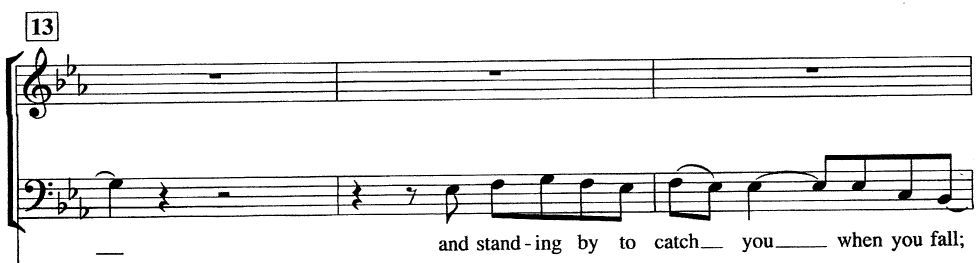 13
and stand - ing by to catch you when you fall;